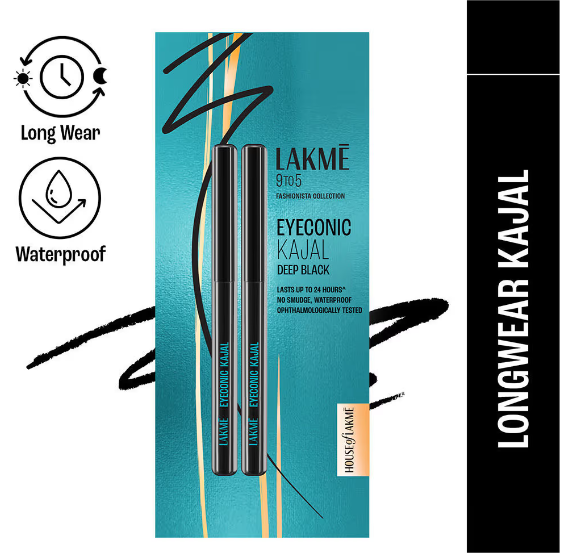 Long Wear
Waterproof
LAKMĒ
9TO5
FASHIONISTA COLLECTION
EYECONIC
KAJAL
DEEP BLACK
LASTS UP TO 24 HOURS^
NO SMUDGE, WATERPROOF
OPHTHALMOLOGICALLY TESTED
LAKMĒ EYECONIC KAJAL
LAKMĒ EYECONIC KAJAL
HOUSE of LAKMĒ
LONGWEAR KAJAL